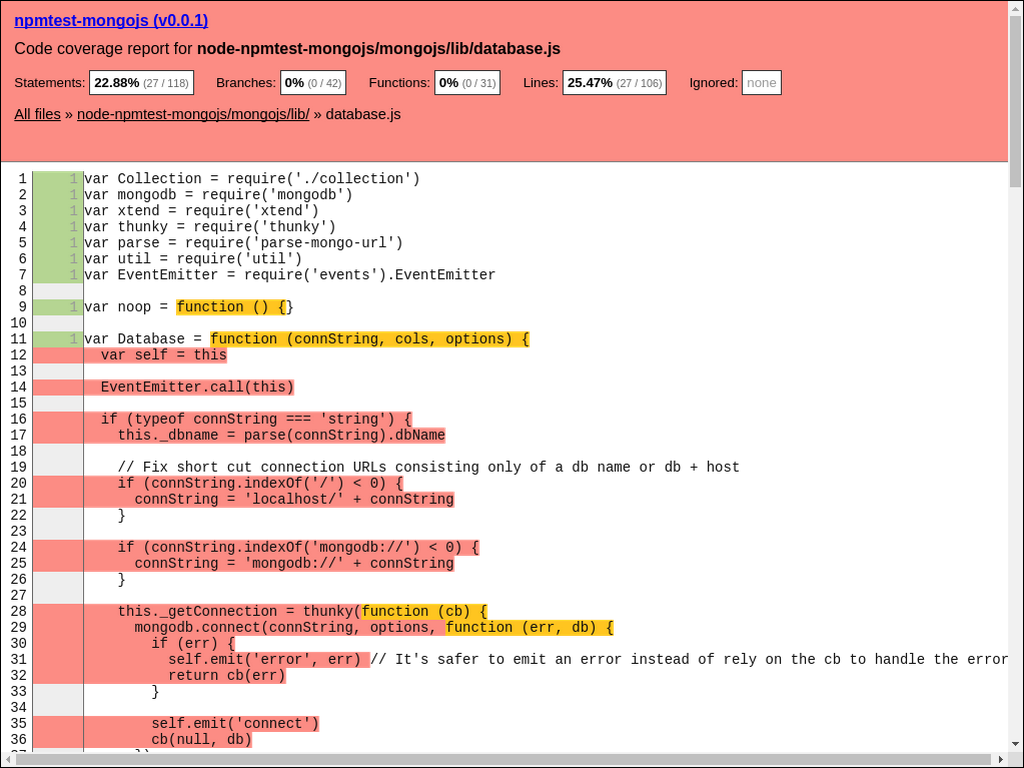 npmtest-mongojs (v0.0.1)
Code coverage report for node-npmtest-mongojs/mongojs/lib/database.js
Statements: 22.88% (27 / 118) Branches: 0% (0 / 42) Functions: 0% (0 / 31) Lines: 25.47% (27 / 106) Ignored: none
All files » node-npmtest-mongojs/mongojs/lib/ » database.js
1 1 var Collection = require('./collection')
2 1 var mongodb = require('mongodb')
3 1 var xtend = require('xtend')
4 1 var thunky = require('thunky')
5 1 var parse = require('parse-mongo-url')
6 1 var util = require('util')
7 1 var EventEmitter = require('events').EventEmitter
8
9 1 var noop = function () {}
10
11 1 var Database = function (connString, cols, options) {
12 var self = this
13
14 EventEmitter.call(this)
15
16 if (typeof connString === 'string') {
17 this._dbname = parse(connString).dbName
18
19 // Fix short cut connection URLs consisting only of a db name or db + host
20 if (connString.indexOf('/') < 0) {
21 connString = 'localhost/' + connString
22 }
23
24 if (connString.indexOf('mongodb://') < 0) {
25 connString = 'mongodb://' + connString
26 }
27
28 this._getConnection = thunky(function (cb) {
29 mongodb.connect(connString, options, function (err, db) {
30 if (err) {
31 self.emit('error', err) // It's safer to emit an error instead of rely on the cb to handle the error
32 return cb(err)
33 }
34
35 self.emit('connect')
36 cb(null, db)